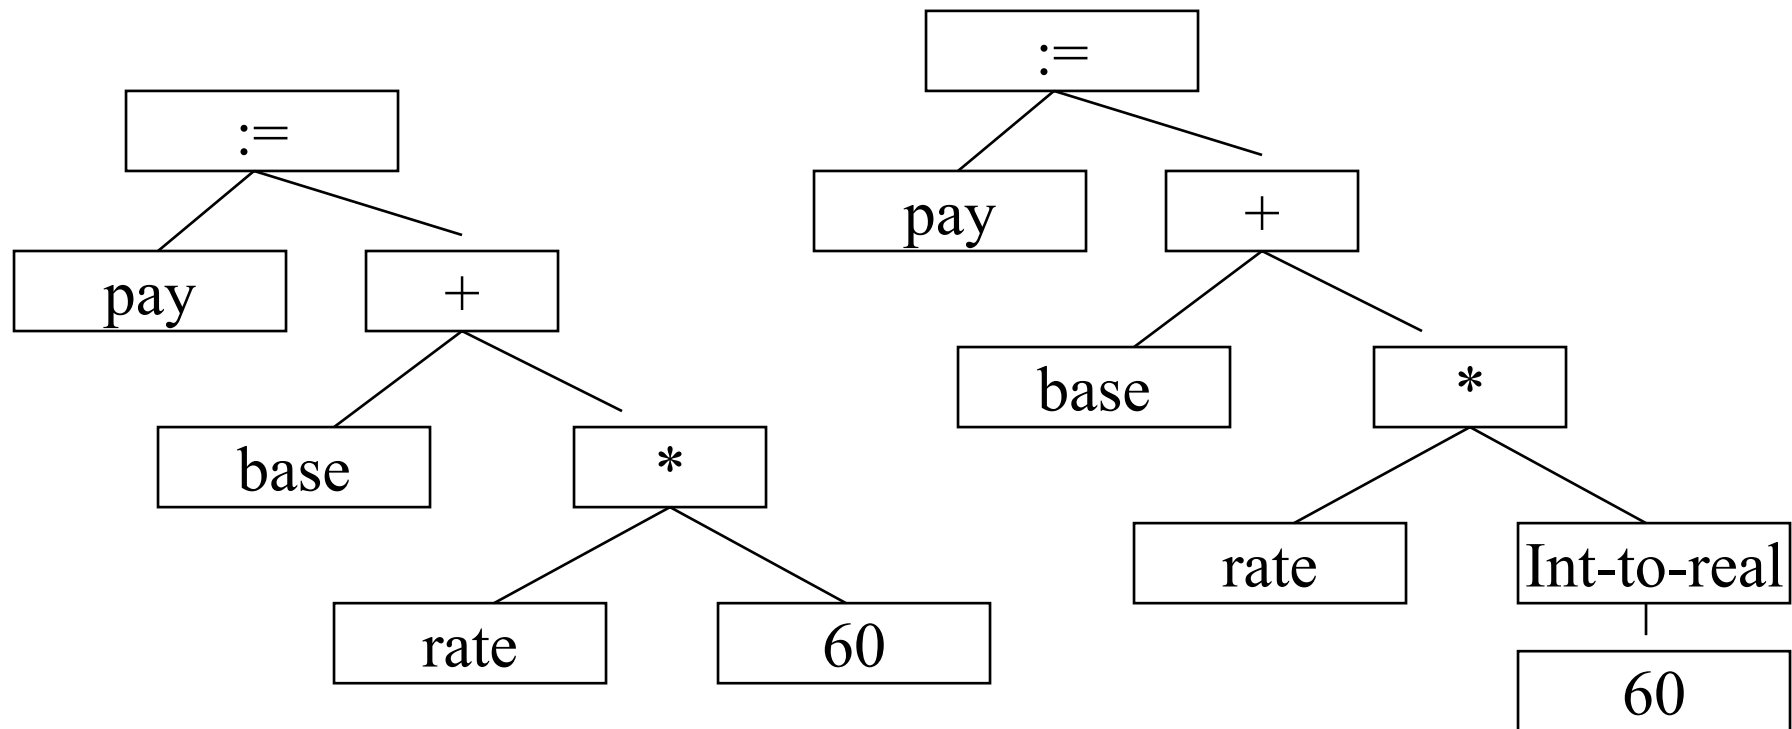 :=
pay
+
base
*
rate
60
:=
pay
+
base
*
rate
Int-to-real
60